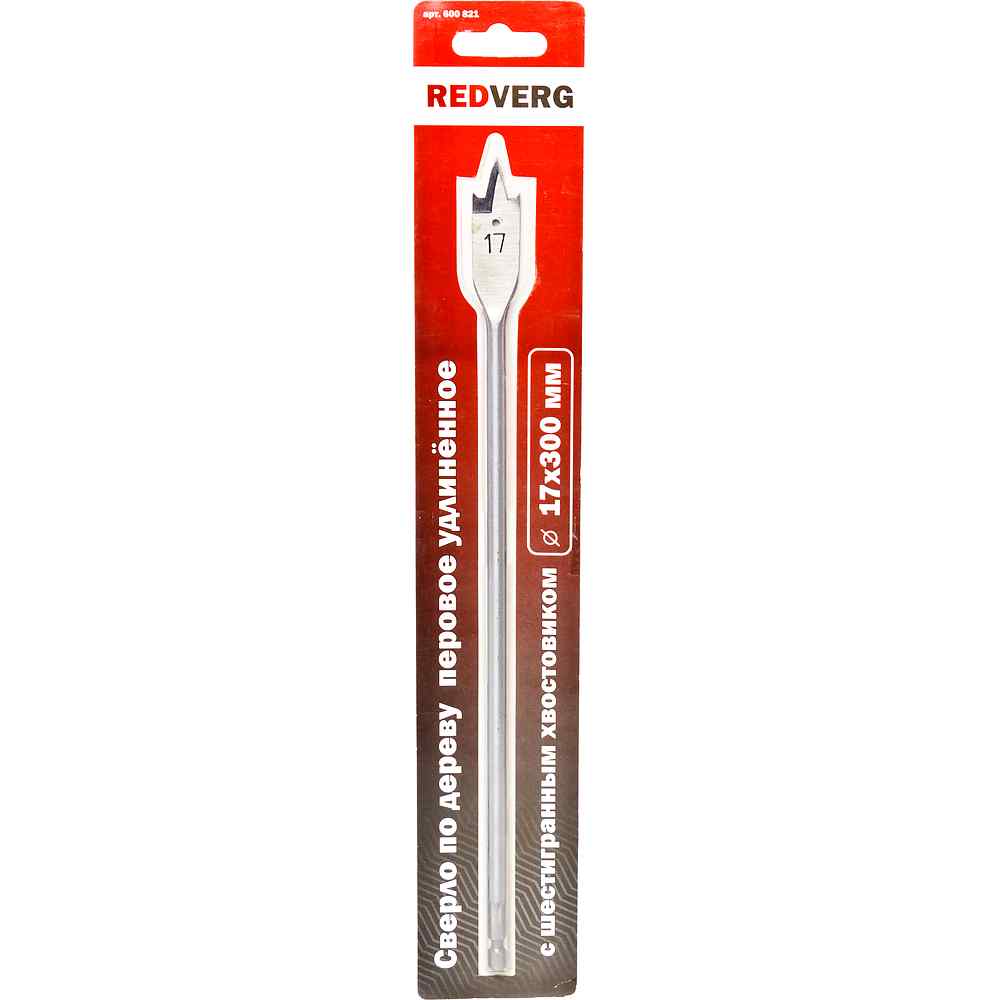 арт. 600 821
REDVERG
17
Сверло по дереву перовое удлинённое
с шестигранным хвостовиком
⌀ 17x300 мм